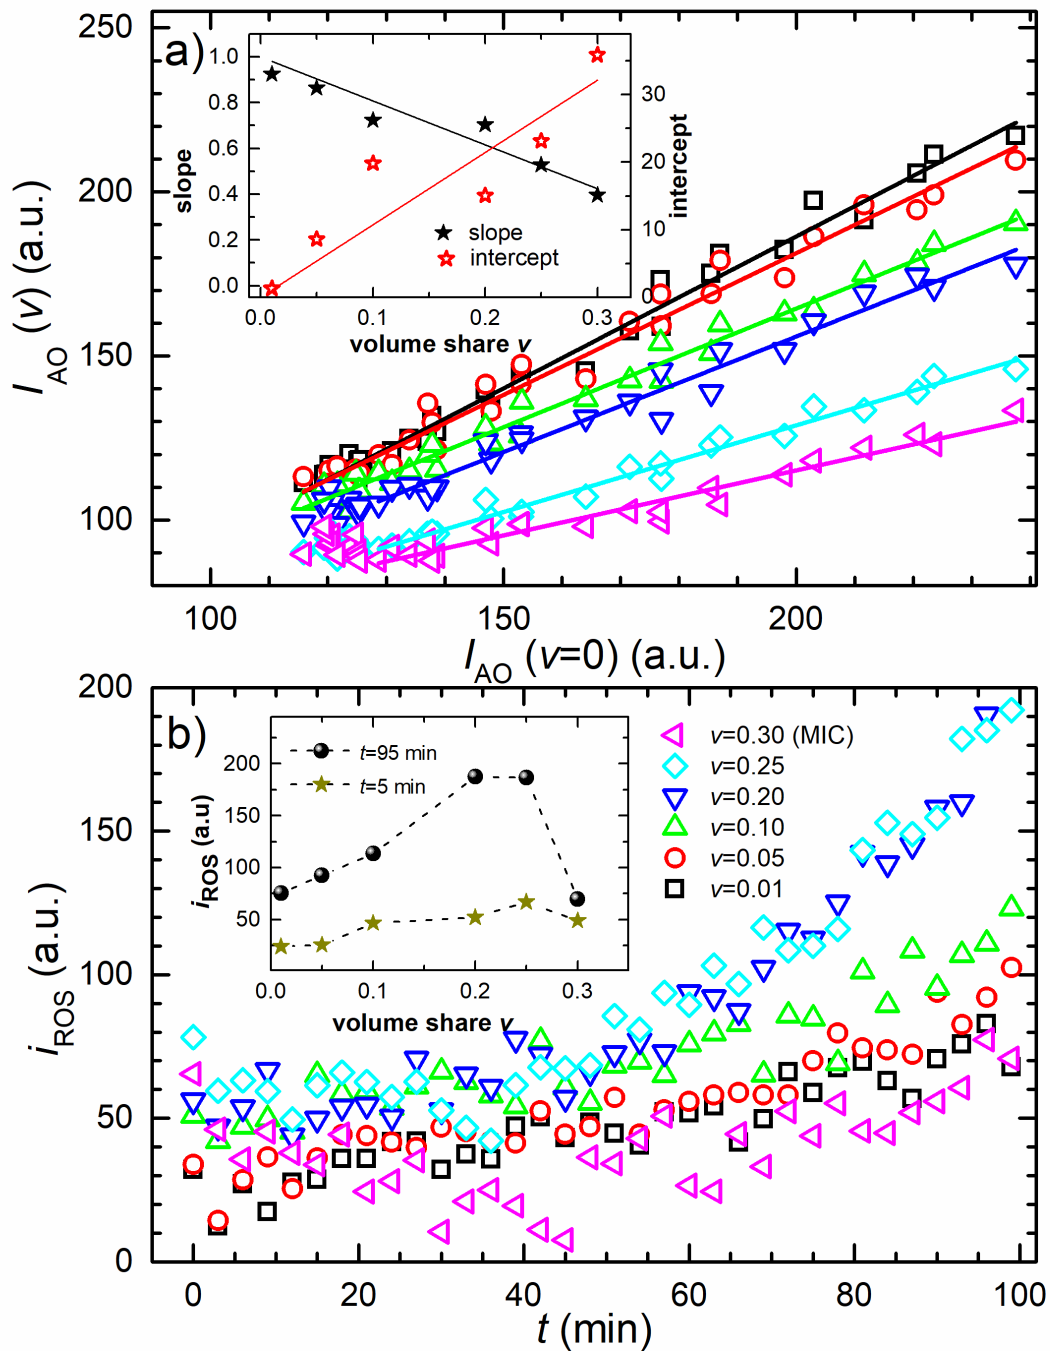 a)
250
200
150
100
I_AO (v) (a.u.)
1.0
0.8
0.6
0.4
0.2
0.0
slope
30
20
10
0
intercept
slope
intercept
0.0 0.1 0.2 0.3
volume share v
100 150 200
I_AO (v=0) (a.u.)
b)
200
150
100
50
0
i_ROS (a.u.)
200
150
100
50
i_ROS (a.u)
t=95 min
t=5 min
0.0 0.1 0.2 0.3
volume share v
v=0.30 (MIC)
v=0.25
v=0.20
v=0.10
v=0.05
v=0.01
0 20 40 60 80 100
t (min)